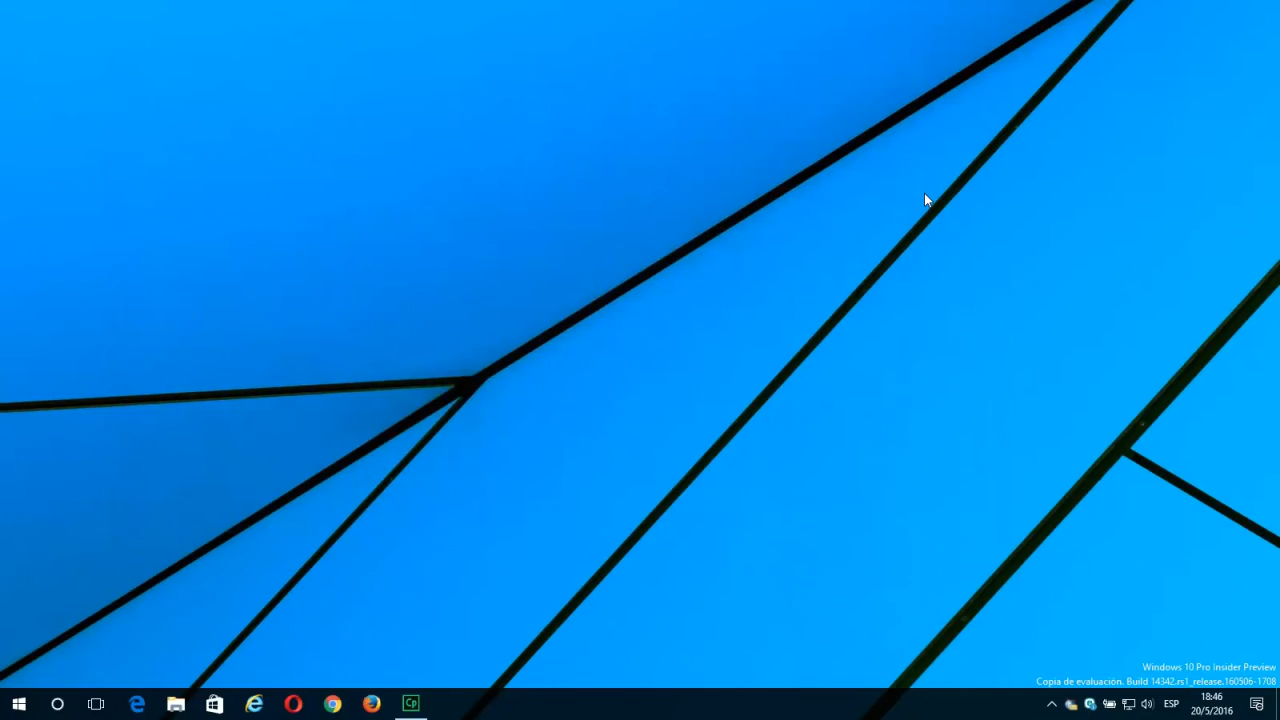 Windows 10 Pro Insider Preview
Copia de evaluación. Build 14342.rs1_release.160506-1708
Cp
ESP
18:46
20/5/2016